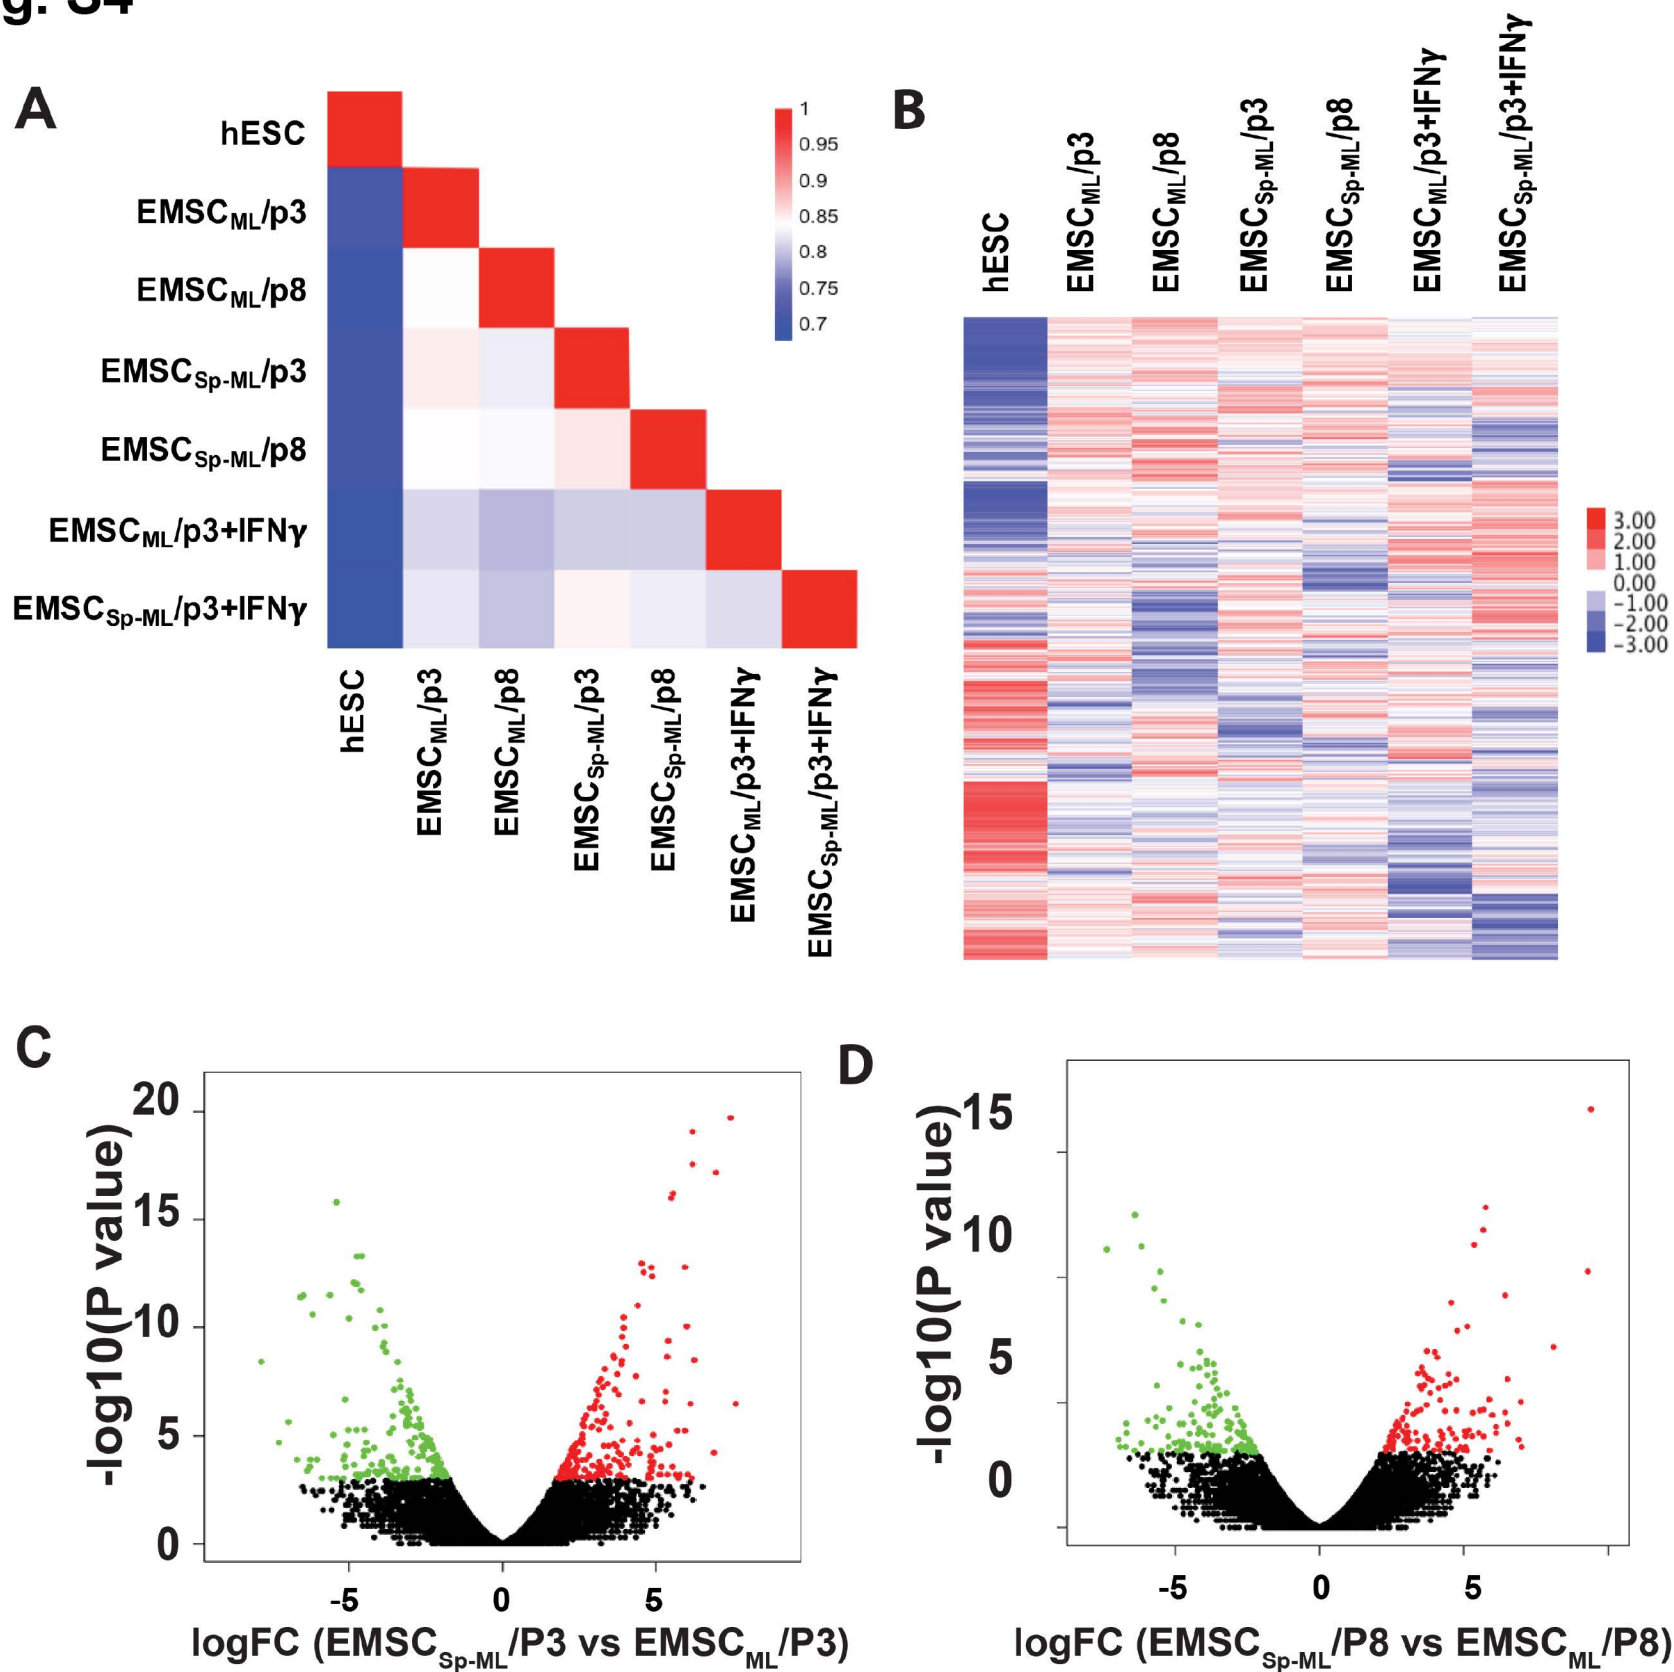 g. S4
A
hESC
EMSCML/p3
EMSCML/p8
EMSCSp-ML/p3
EMSCSp-ML/p8
EMSCML/p3+IFNγ
EMSCSp-ML/p3+IFNγ
1
0.95
0.9
0.85
0.8
0.75
0.7
hESC
EMSCML/p3
EMSCML/p8
EMSCSp-ML/p3
EMSCSp-ML/p8
EMSCML/p3+IFNγ
EMSCSp-ML/p3+IFNγ
B
hESC
EMSCML/p3
EMSCML/p8
EMSCSp-ML/p3
EMSCSp-ML/p8
EMSCML/p3+IFNγ
EMSCSp-ML/p3+IFNγ
3.00
2.00
1.00
0.00
−1.00
−2.00
−3.00
C
-log10(P value)
20
15
10
5
0
-5 0 5
logFC (EMSCSp-ML/P3 vs EMSCML/P3)
D
-log10(P value)
15
10
5
0
-5 0 5
logFC (EMSCSp-ML/P8 vs EMSCML/P8)